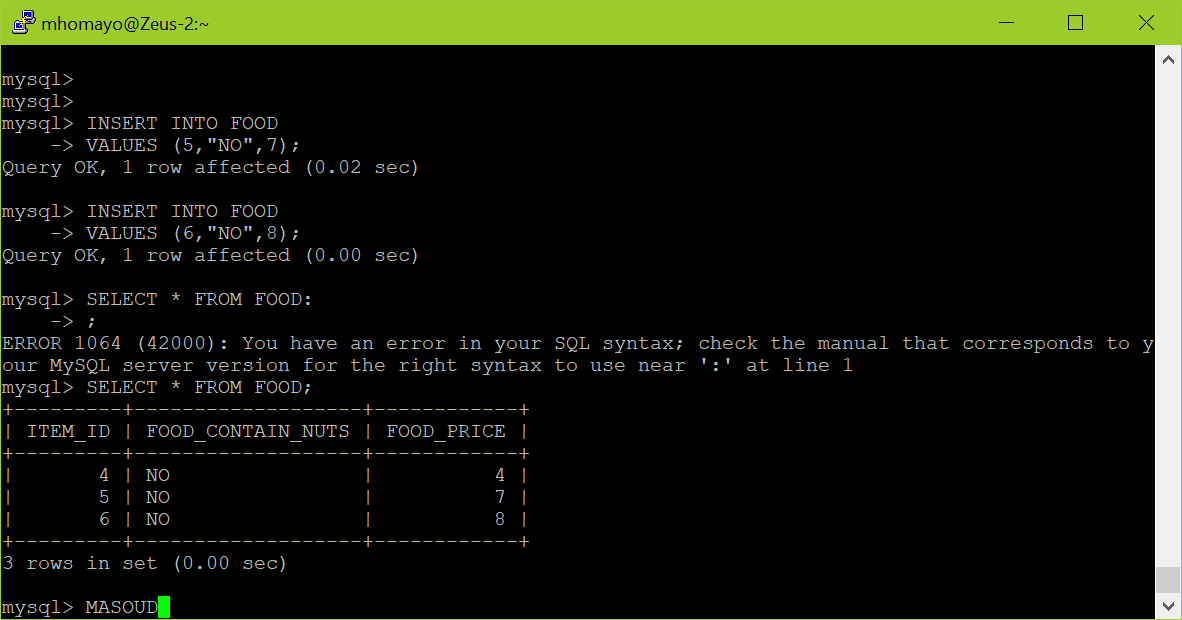 mhomayo@Zeus-2:~
mysql>
mysql>
mysql> INSERT INTO FOOD
    -> VALUES (5,"NO",7);
Query OK, 1 row affected (0.02 sec)

mysql> INSERT INTO FOOD
    -> VALUES (6,"NO",8);
Query OK, 1 row affected (0.00 sec)

mysql> SELECT * FROM FOOD:
    -> ;
ERROR 1064 (42000): You have an error in your SQL syntax; check the manual that corresponds to y
our MySQL server version for the right syntax to use near ':' at line 1
mysql> SELECT * FROM FOOD;
+---------+-------------------+------------+
| ITEM_ID | FOOD_CONTAIN_NUTS | FOOD_PRICE |
+---------+-------------------+------------+
|       4 | NO                |          4 |
|       5 | NO                |          7 |
|       6 | NO                |          8 |
+---------+-------------------+------------+
3 rows in set (0.00 sec)

mysql> MASOUD